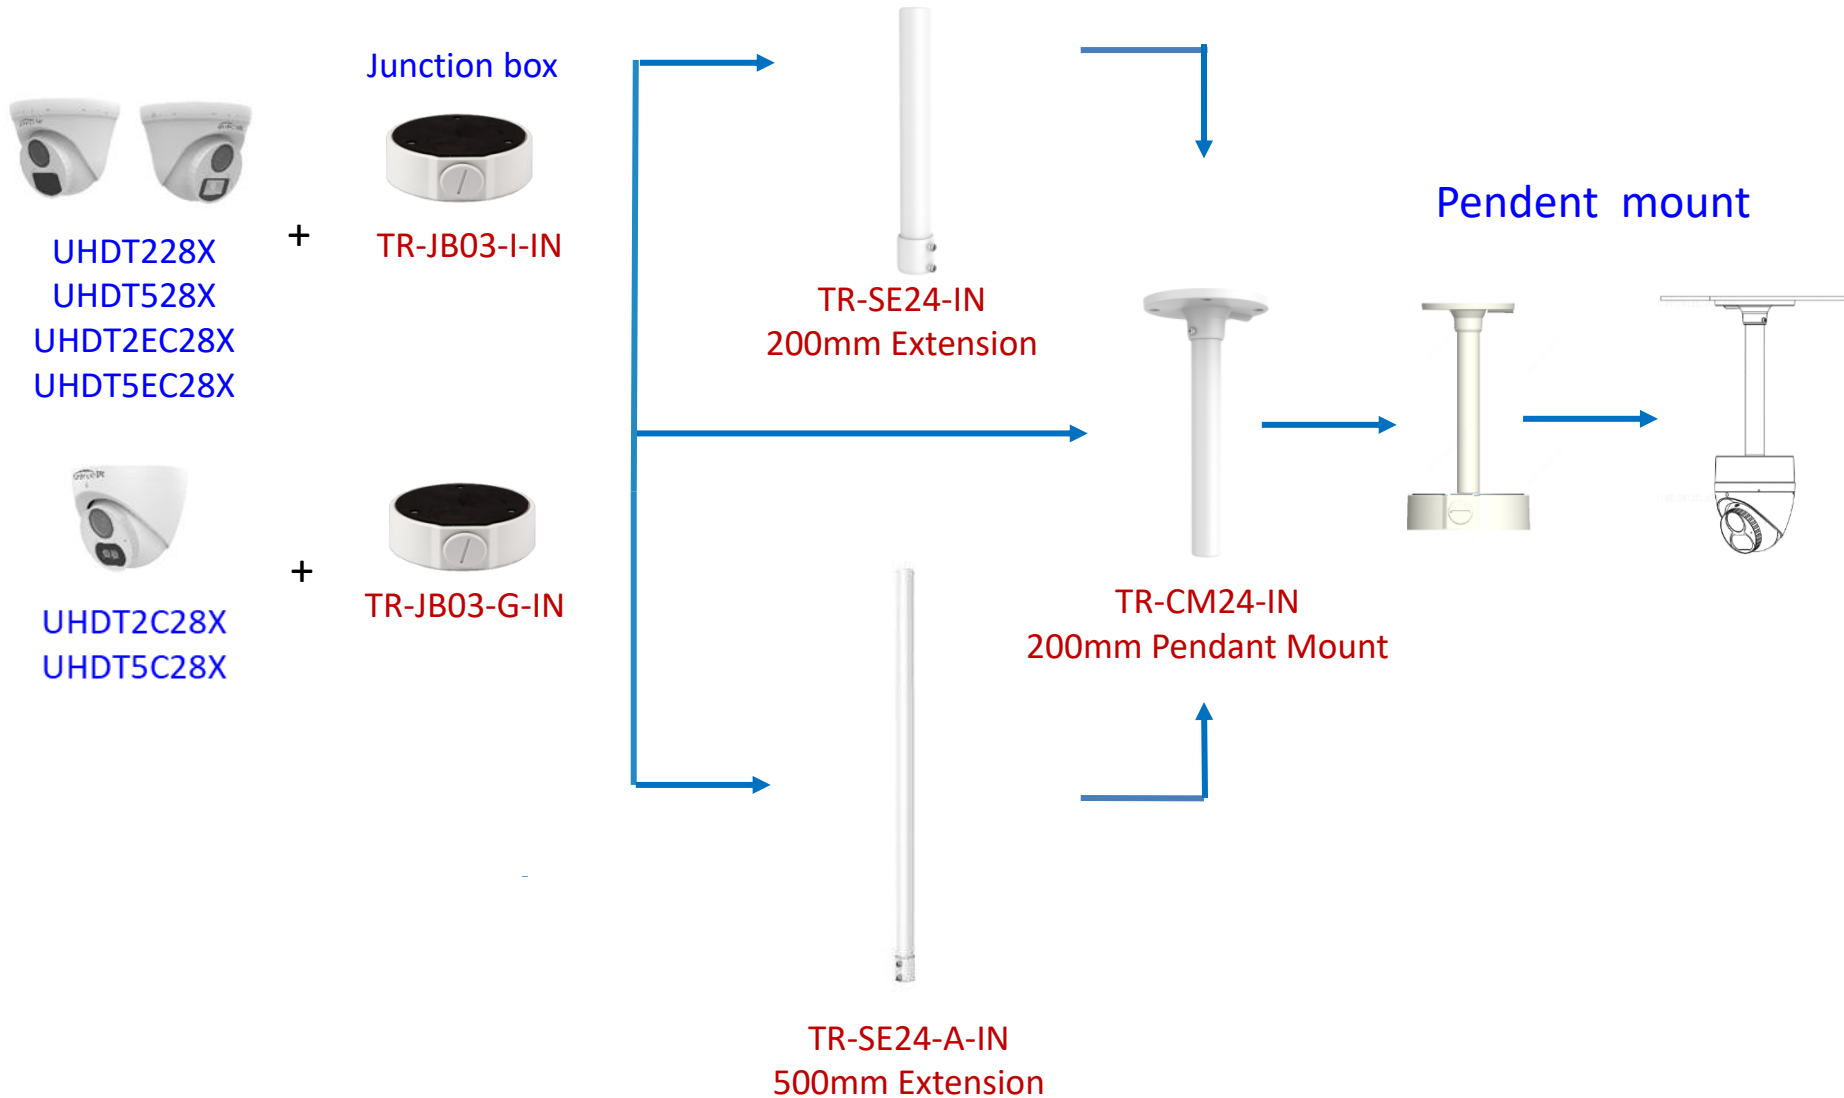 Junction box
TR-JB03-I-IN
+
UHDT228X
UHDT528X
UHDT2EC28X
UHDT5EC28X
+
TR-JB03-G-IN
UHDT2C28X
UHDT5C28X
TR-SE24-IN
200mm Extension
Pendent mount
TR-CM24-IN
200mm Pendant Mount
TR-SE24-A-IN
500mm Extension